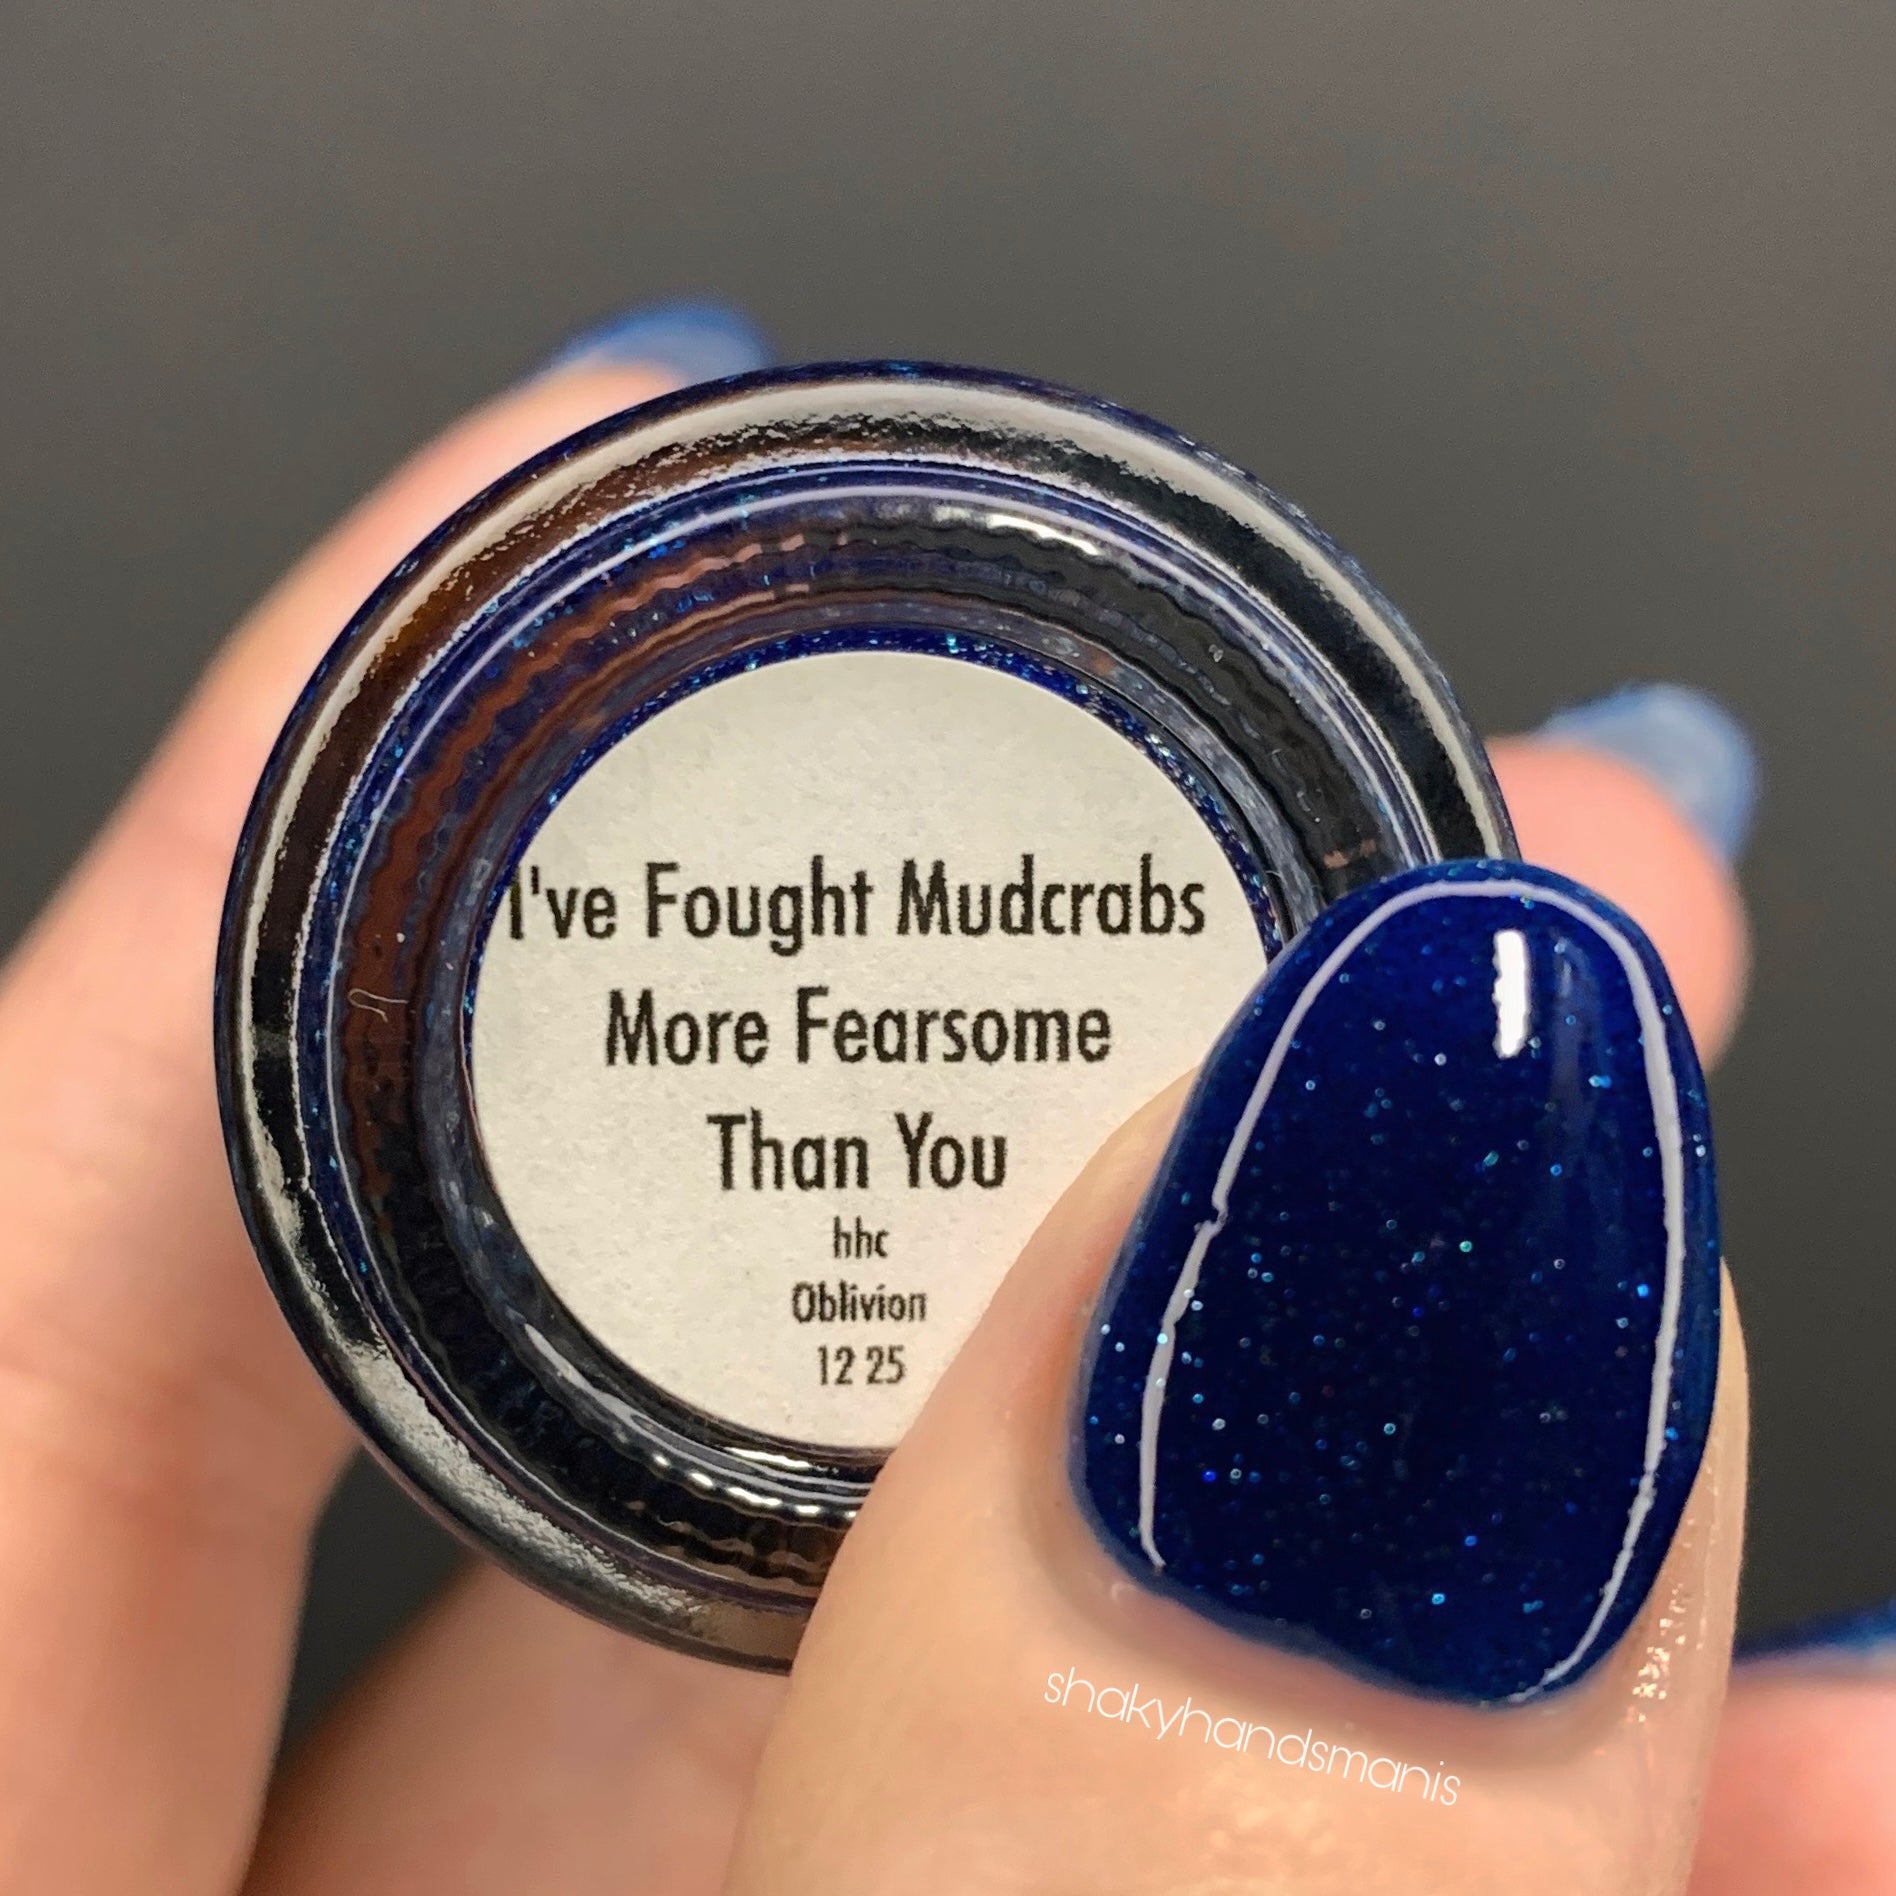 I've Fought Mudcrabs
More Fearsome
Than You
hhc
Oblivion
12 25
shakyhandsmanis